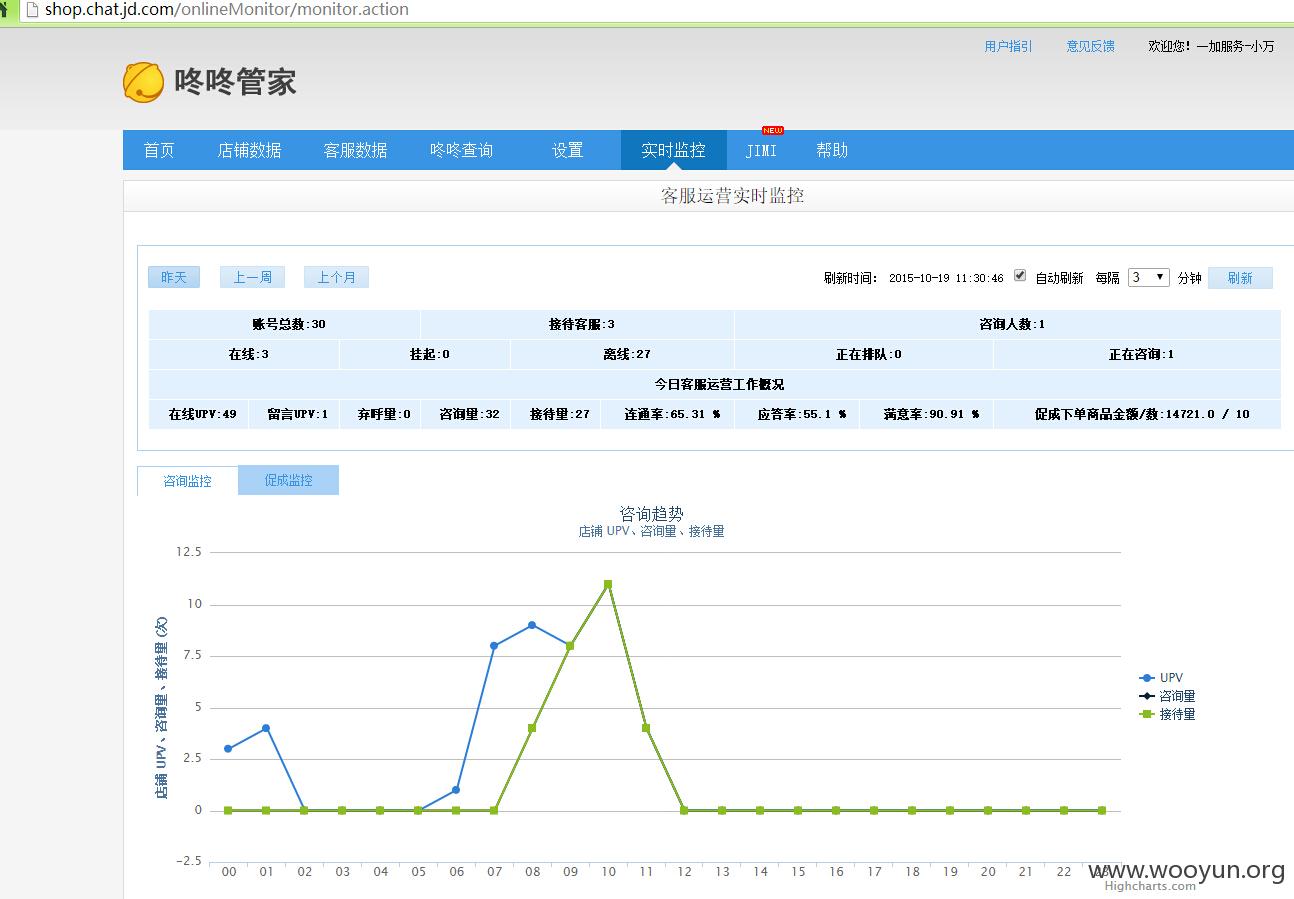 shop.chat.jd.com/onlineMonitor/monitor.action
用户指引 意见反馈 欢迎您！一加服务-小万
咚咚管家
NEW
首页 店铺数据 客服数据 咚咚查询 设置 实时监控 JIMI 帮助
客服运营实时监控
昨天 上一周 上个月 刷新时间： 2015-10-19 11:30:46 自动刷新 每隔 3 分钟 刷新
账号总数:30 接待客服:3 咨询人数:1
在线:3 挂起:0 离线:27 正在排队:0 正在咨询:1
今日客服运营工作概况
在线UPV:49 留言UPV:1 弃呼量:0 咨询量:32 接待量:27 连通率:65.31 % 应答率:55.1 % 满意率:90.91 % 促成下单商品金额/数:14721.0 / 10
咨询监控 促成监控
咨询趋势
店铺 UPV、咨询量、接待量
店铺 UPV、咨询量、接待量 (次)
12.5
10
7.5
5
2.5
0
-2.5
00 01 02 03 04 05 06 07 08 09 10 11 12 13 14 15 16 17 18 19 20 21 22 23
UPV
咨询量
接待量
www.wooyun.org
Highcharts.com